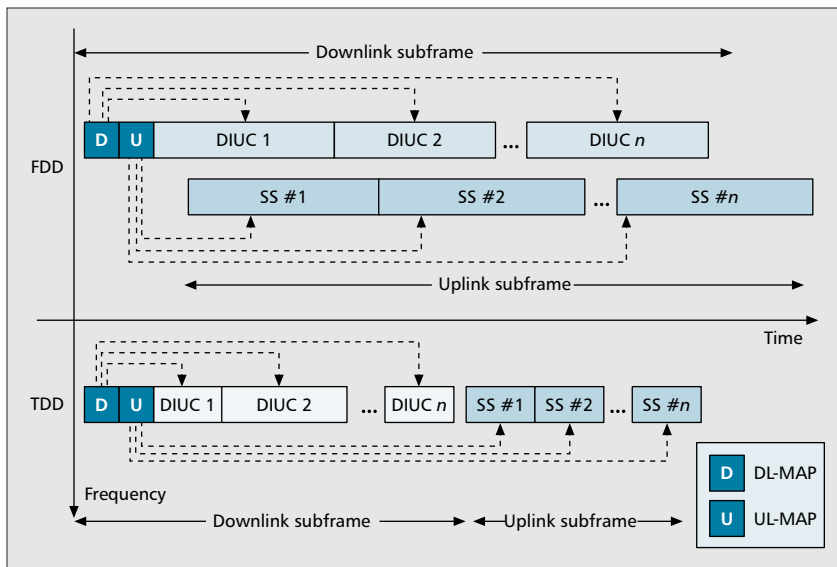 Downlink subframe
D U DIUC 1 DIUC 2 ... DIUC n
FDD
SS #1 SS #2 ... SS #n
Uplink subframe
Time
D U DIUC 1 DIUC 2 ... DIUC n SS #1 SS #2 ... SS #n
TDD
D DL-MAP
Frequency
U UL-MAP
Downlink subframe Uplink subframe